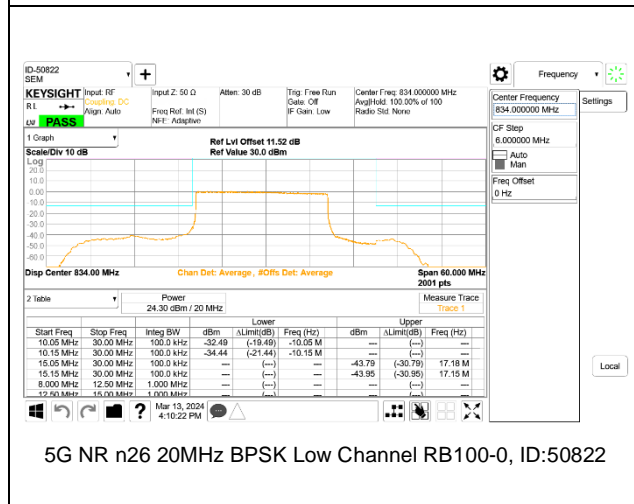 ID-50822
SEM
Frequency
KEYSIGHT Input: RF Input Z: 50 Ω Atten: 30 dB Trig: Free Run Center Freq: 834.000000 MHz
RL Coupling: DC Gate: Off Avg|Hold: 100.00% of 100
Align: Auto Freq Ref: Int (S) IF Gain: Low Radio Std: None
NFE: Adaptive
PASS
Center Frequency
834.000000 MHz
Settings
CF Step
6.000000 MHz
Auto
Man
Freq Offset
0 Hz
1 Graph
Ref Lvl Offset 11.52 dB
Scale/Div 10 dB Ref Value 30.0 dBm
Log
20.0
10.0
0.00
-10.0
-20.0
-30.0
-40.0
-50.0
-60.0
Disp Center 834.00 MHz Chan Det: Average, #Offs Det: Average Span 60.000 MHz
2001 pts
2 Table Power Measure Trace
24.30 dBm / 20 MHz Trace 1
Lower Upper
Start Freq Stop Freq Integ BW dBm ΔLimit(dB) Freq (Hz) dBm ΔLimit(dB) Freq (Hz)
10.05 MHz 30.00 MHz 100.0 kHz -32.49 (-19.49) -10.05 M --- (---) ---
10.15 MHz 30.00 MHz 100.0 kHz -34.44 (-21.44) -10.15 M --- (---) ---
15.05 MHz 30.00 MHz 100.0 kHz --- (---) --- -43.79 (-30.79) 17.18 M
15.15 MHz 30.00 MHz 100.0 kHz --- (---) --- -43.95 (-30.95) 17.15 M
8.000 MHz 12.50 MHz 1.000 MHz --- (---) --- --- (---) ---
12.50 MHz 15.00 MHz 1.000 MHz --- (---) --- --- (---) ---
Local
? Mar 13, 2024
4:10:22 PM
5G NR n26 20MHz BPSK Low Channel RB100-0, ID:50822